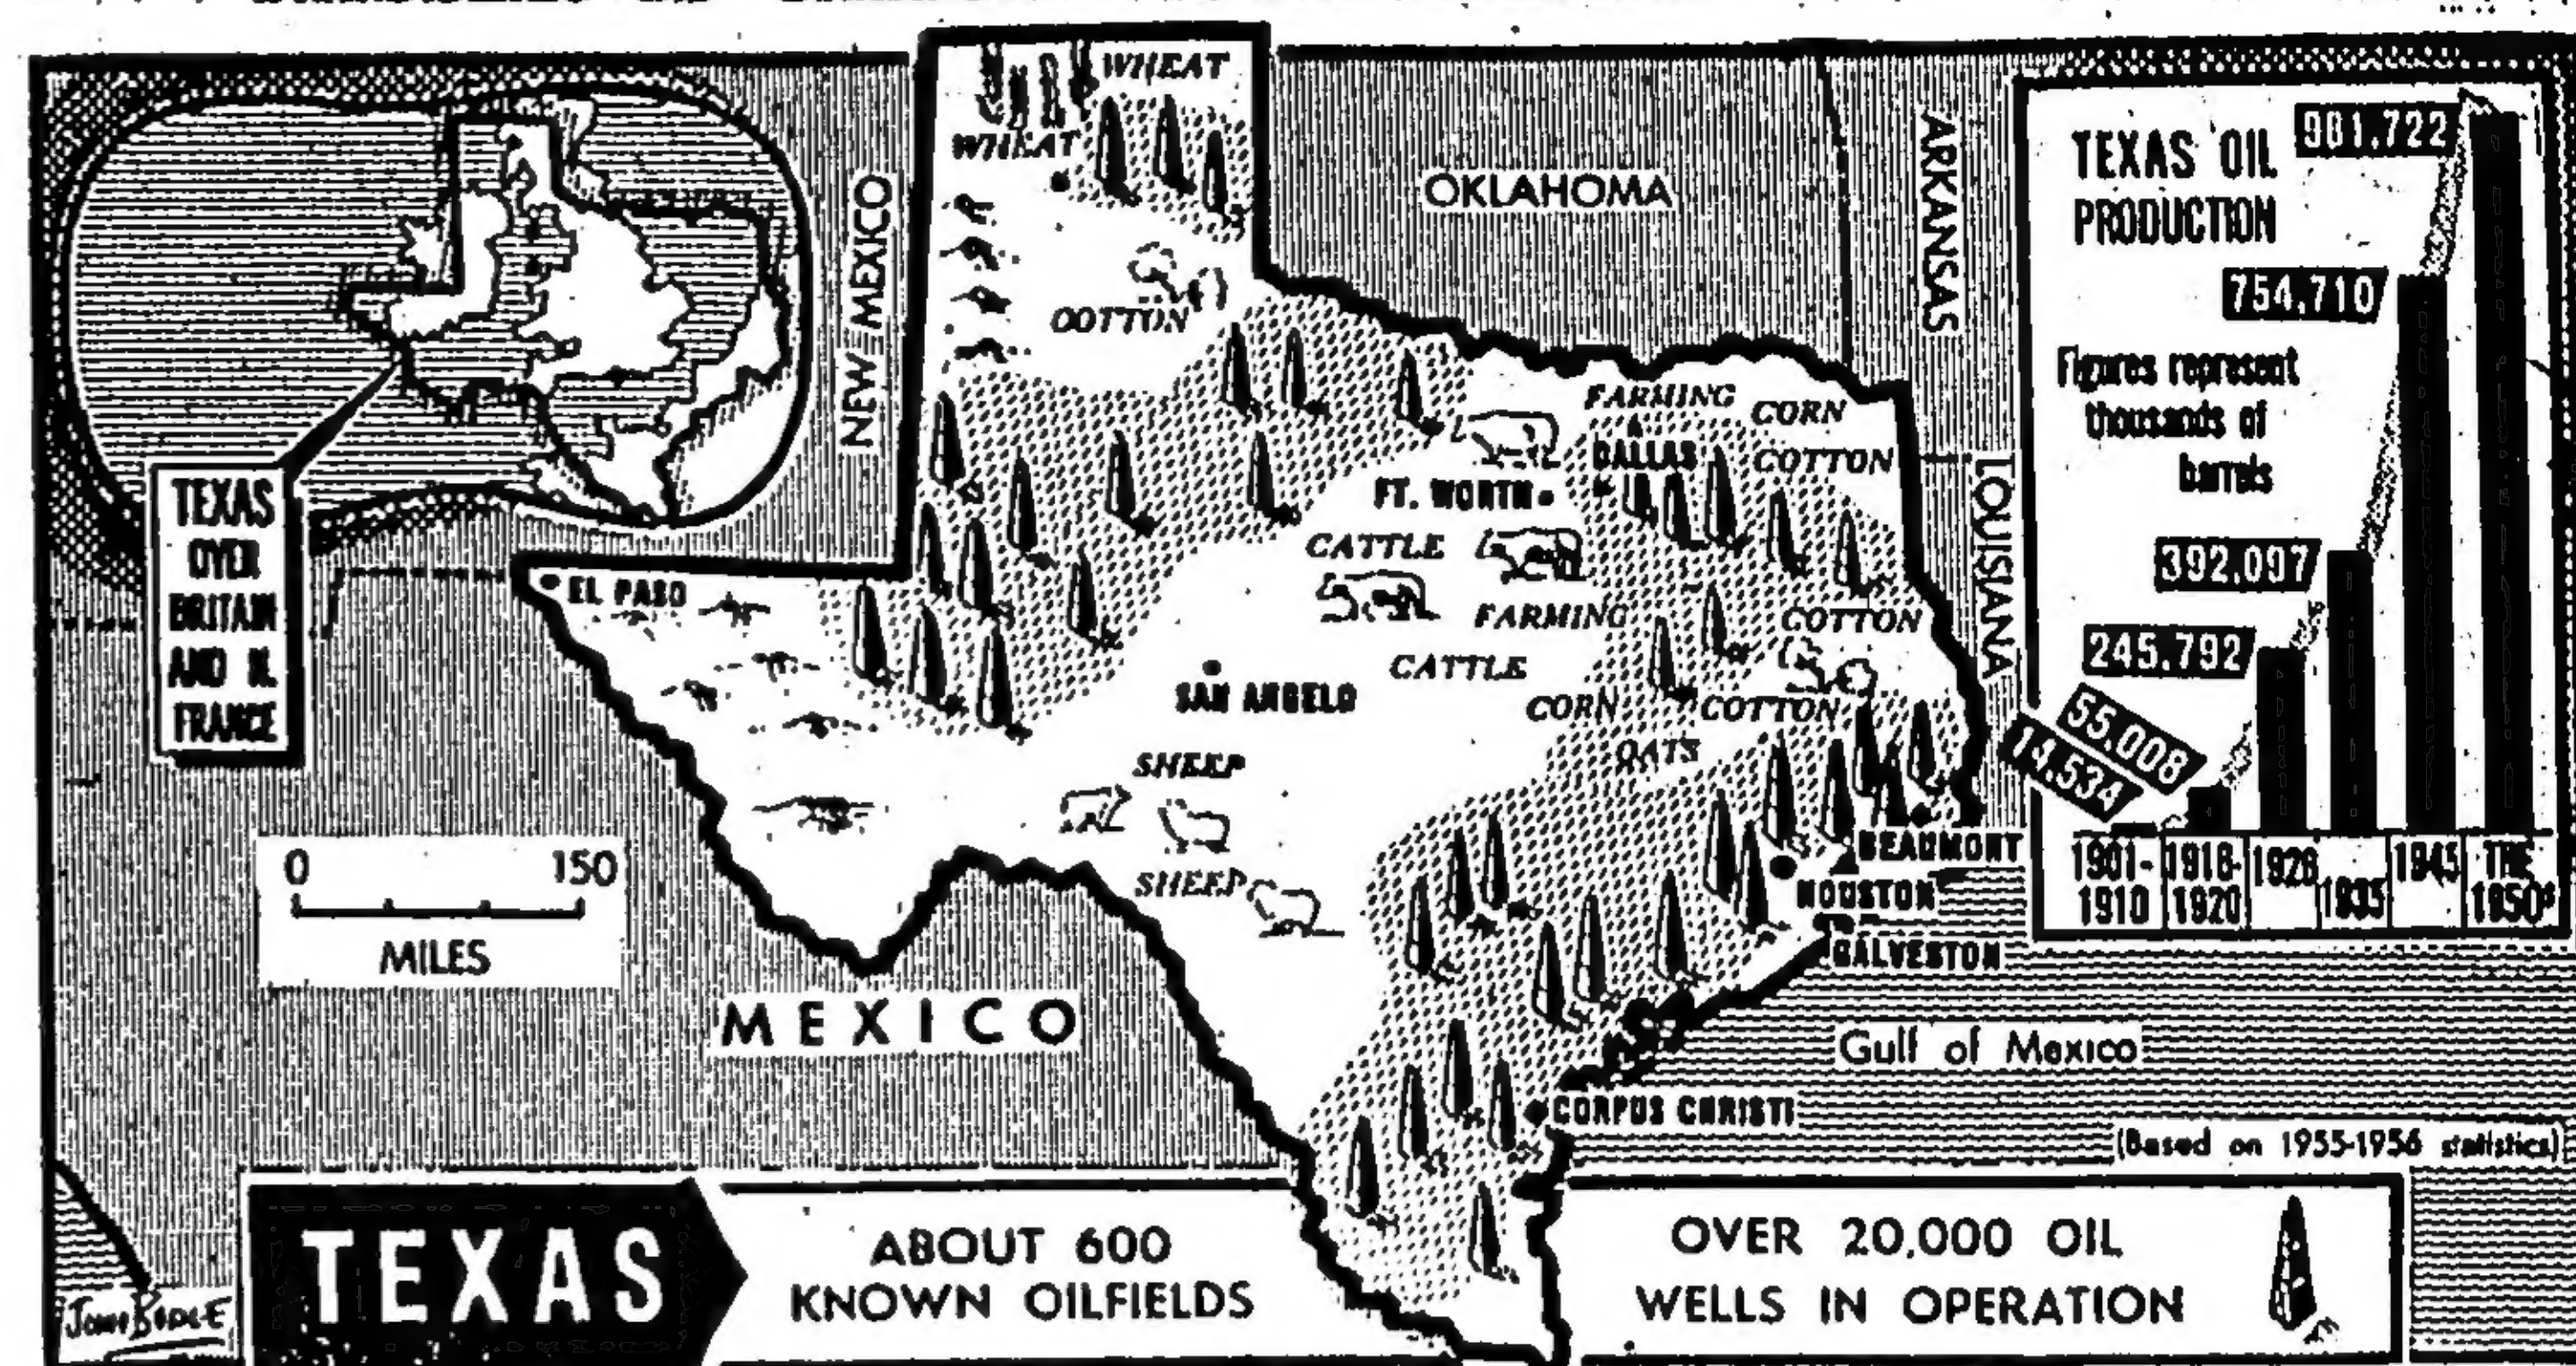 WHEAT
WHEAT
NEW MEXICO
OKLAHOMA
ARKANSAS
LOUISIANA
COTTON
FARMING
CORN
DALLAS
COTTON
FT. WORTH
CATTLE
FARMING
COTTON
CATTLE
EL PASO
SAN ANGELO
CORN
COTTON
OATS
SHEEP
SHEEP
BEAUMONT
HOUSTON
GALVESTON
CORPUS CHRISTI
MEXICO
Gulf of Mexico
TEXAS
OVER
BRITAIN
AND N.
FRANCE
0 150
MILES
TEXAS OIL
PRODUCTION
Figures represent
thousands of
barrels
981.722
754.710
392.097
245.792
55.008
14.534
1901-1910
1916-1920
1926
1935
1945
THE 1950s
(Based on 1955-1956 statistics)
TEXAS
ABOUT 600
KNOWN OILFIELDS
OVER 20,000 OIL
WELLS IN OPERATION